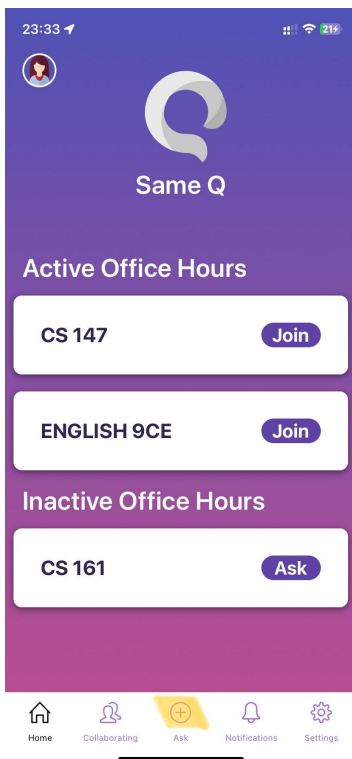 23:33 21
Same Q
Active Office Hours
CS 147 Join
ENGLISH 9CE Join
Inactive Office Hours
CS 161 Ask
Home Collaborating Ask Notifications Settings